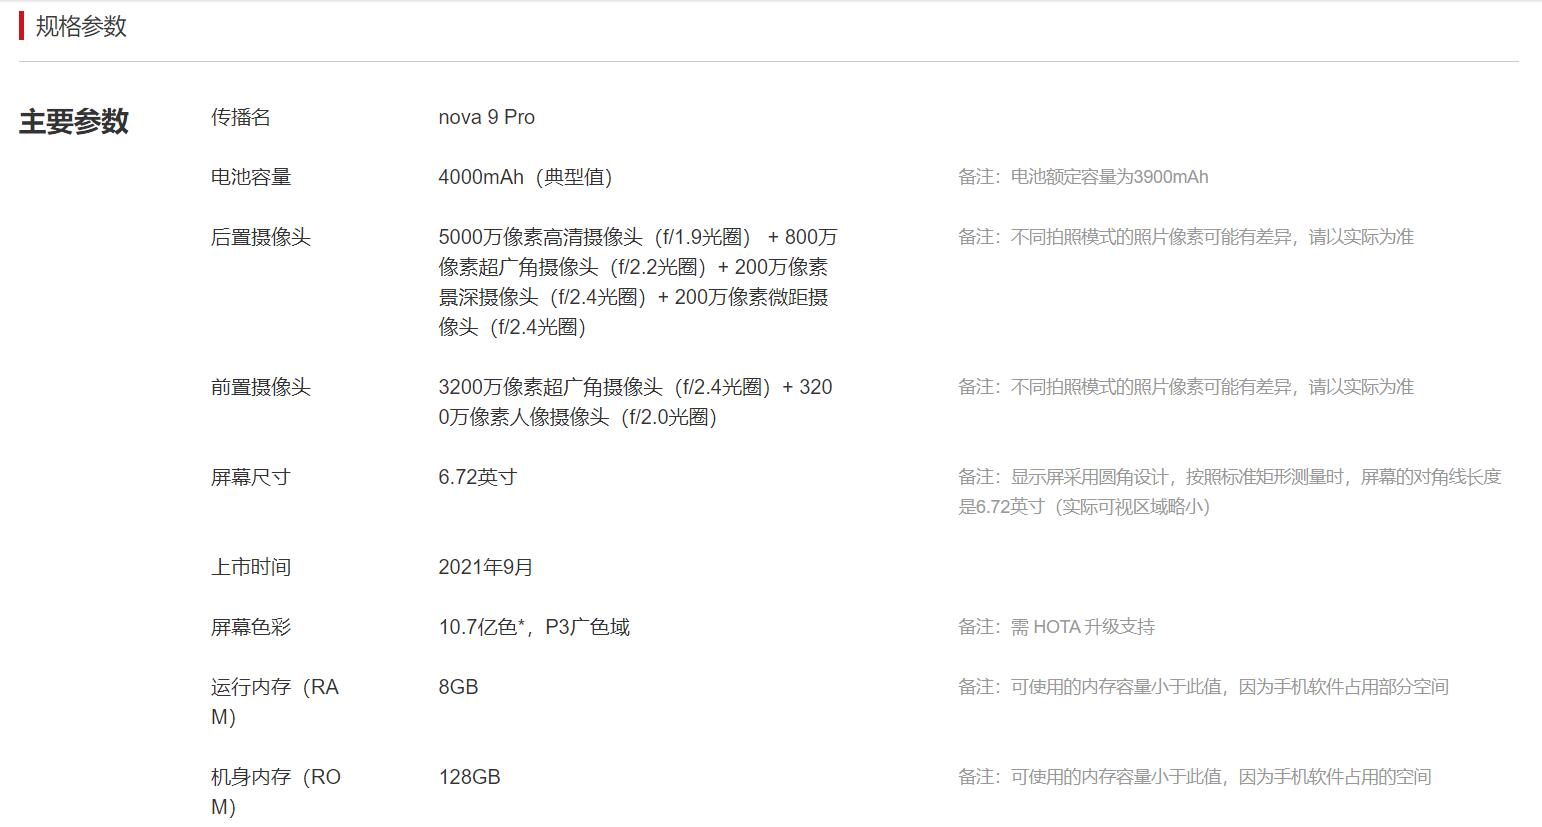 规格参数
主要参数
传播名
nova 9 Pro
电池容量
4000mAh（典型值）
备注：电池额定容量为3900mAh
后置摄像头
5000万像素高清摄像头（f/1.9光圈） + 800万
像素超广角摄像头（f/2.2光圈）+ 200万像素
景深摄像头（f/2.4光圈）+ 200万像素微距摄
像头（f/2.4光圈）
备注：不同拍照模式的照片像素可能有差异，请以实际为准
前置摄像头
3200万像素超广角摄像头（f/2.4光圈）+ 320
0万像素人像摄像头（f/2.0光圈）
备注：不同拍照模式的照片像素可能有差异，请以实际为准
屏幕尺寸
6.72英寸
备注：显示屏采用圆角设计，按照标准矩形测量时，屏幕的对角线长度
是6.72英寸（实际可视区域略小）
上市时间
2021年9月
屏幕色彩
10.7亿色*，P3广色域
备注：需 HOTA 升级支持
运行内存（RA
M）
8GB
备注：可使用的内存容量小于此值，因为手机软件占用部分空间
机身内存（RO
M）
128GB
备注：可使用的内存容量小于此值，因为手机软件占用的空间